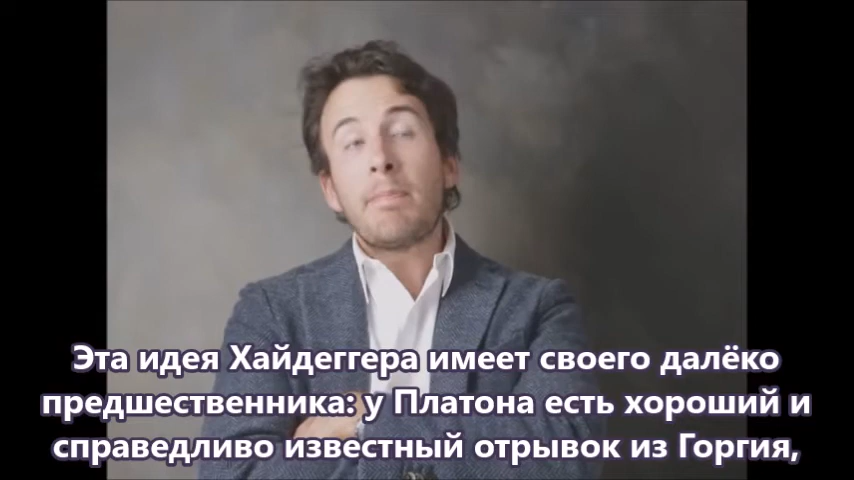 Эта идея Хайдеггера имеет своего далёко
предшественника: у Платона есть хороший и
справедливо известный отрывок из Горгия,